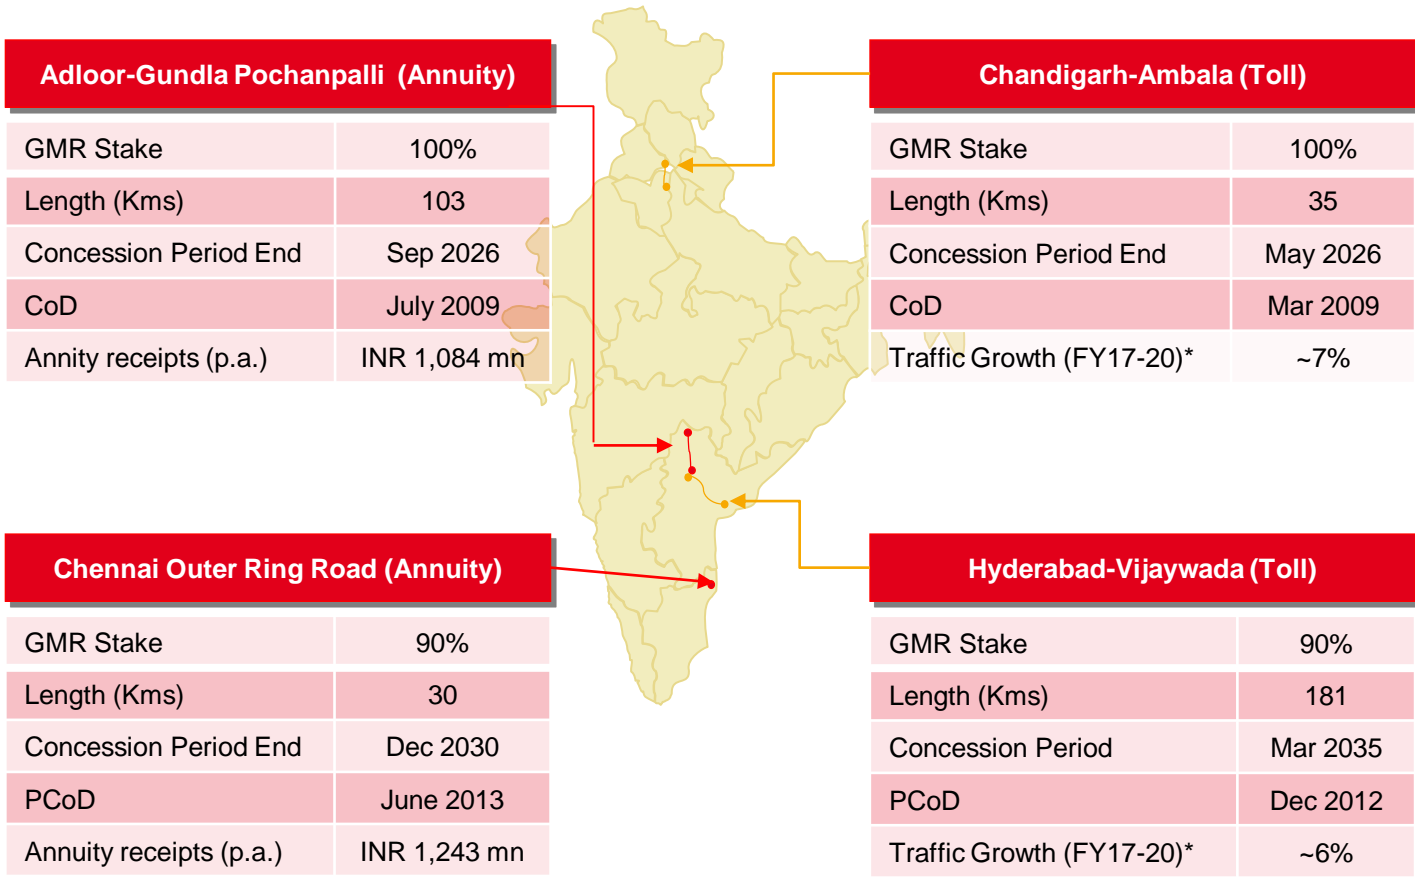 Adloor-Gundla Pochanpalli (Annuity)
GMR Stake 100%
Length (Kms) 103
Concession Period End Sep 2026
CoD July 2009
Annity receipts (p.a.) INR 1,084 mn
Chandigarh-Ambala (Toll)
GMR Stake 100%
Length (Kms) 35
Concession Period End May 2026
CoD Mar 2009
Traffic Growth (FY17-20)* ~7%
Chennai Outer Ring Road (Annuity)
GMR Stake 90%
Length (Kms) 30
Concession Period End Dec 2030
PCoD June 2013
Annuity receipts (p.a.) INR 1,243 mn
Hyderabad-Vijaywada (Toll)
GMR Stake 90%
Length (Kms) 181
Concession Period Mar 2035
PCoD Dec 2012
Traffic Growth (FY17-20)* ~6%